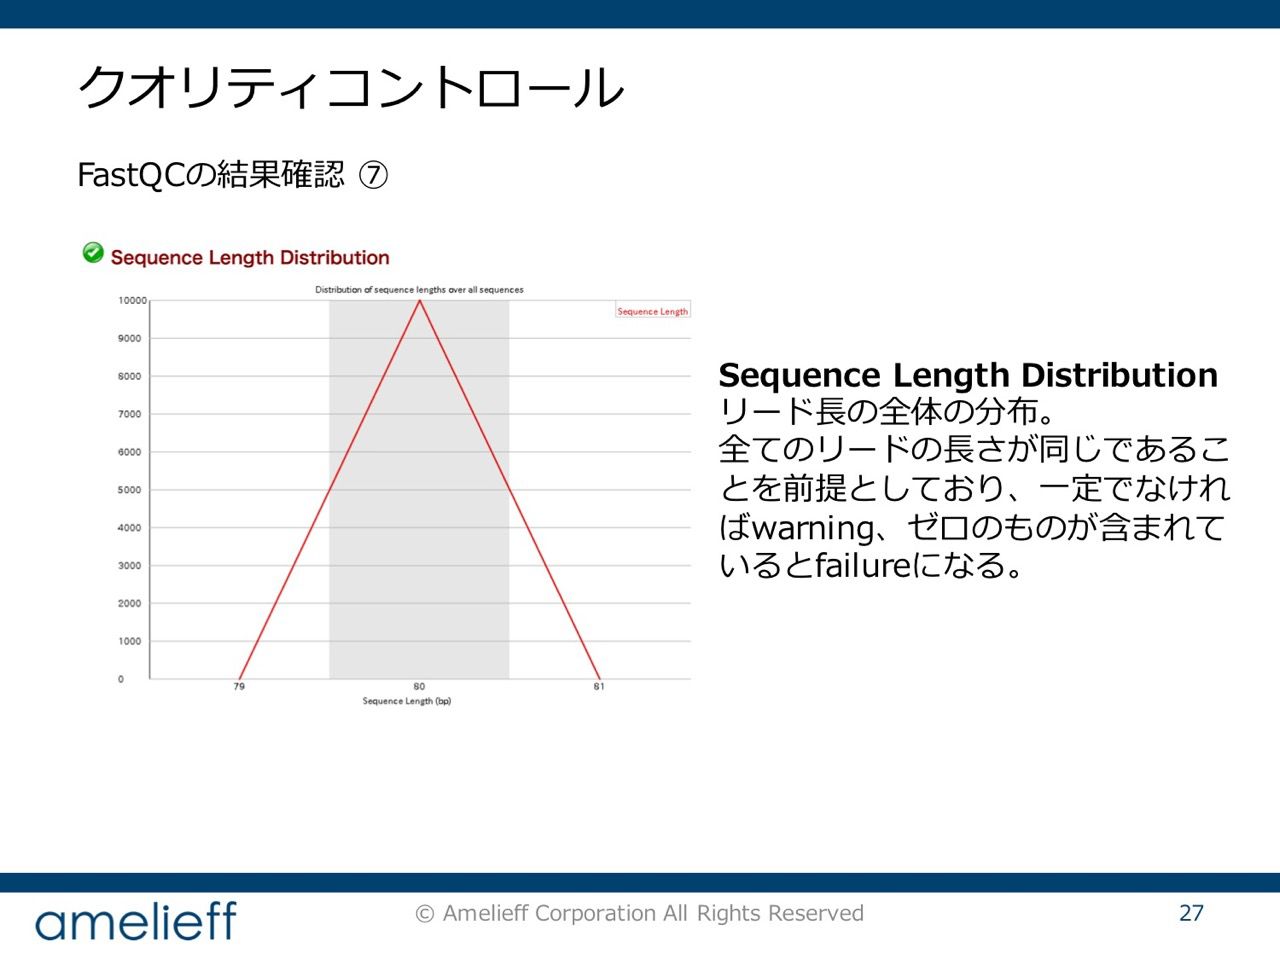 クオリティコントロール
FastQCの結果確認 ⑦
Sequence Length Distribution
Distribution of sequence lengths over all sequences
Sequence Length
10000
9000
8000
7000
6000
5000
4000
3000
2000
1000
0
79
80
81
Sequence Length (bp)
Sequence Length Distribution
リード長の全体の分布。
全てのリードの長さが同じであるこ
とを前提としており、一定でなけれ
ばwarning、ゼロのものが含まれて
いるとfailureになる。
amelieff
© Amelieff Corporation All Rights Reserved
27